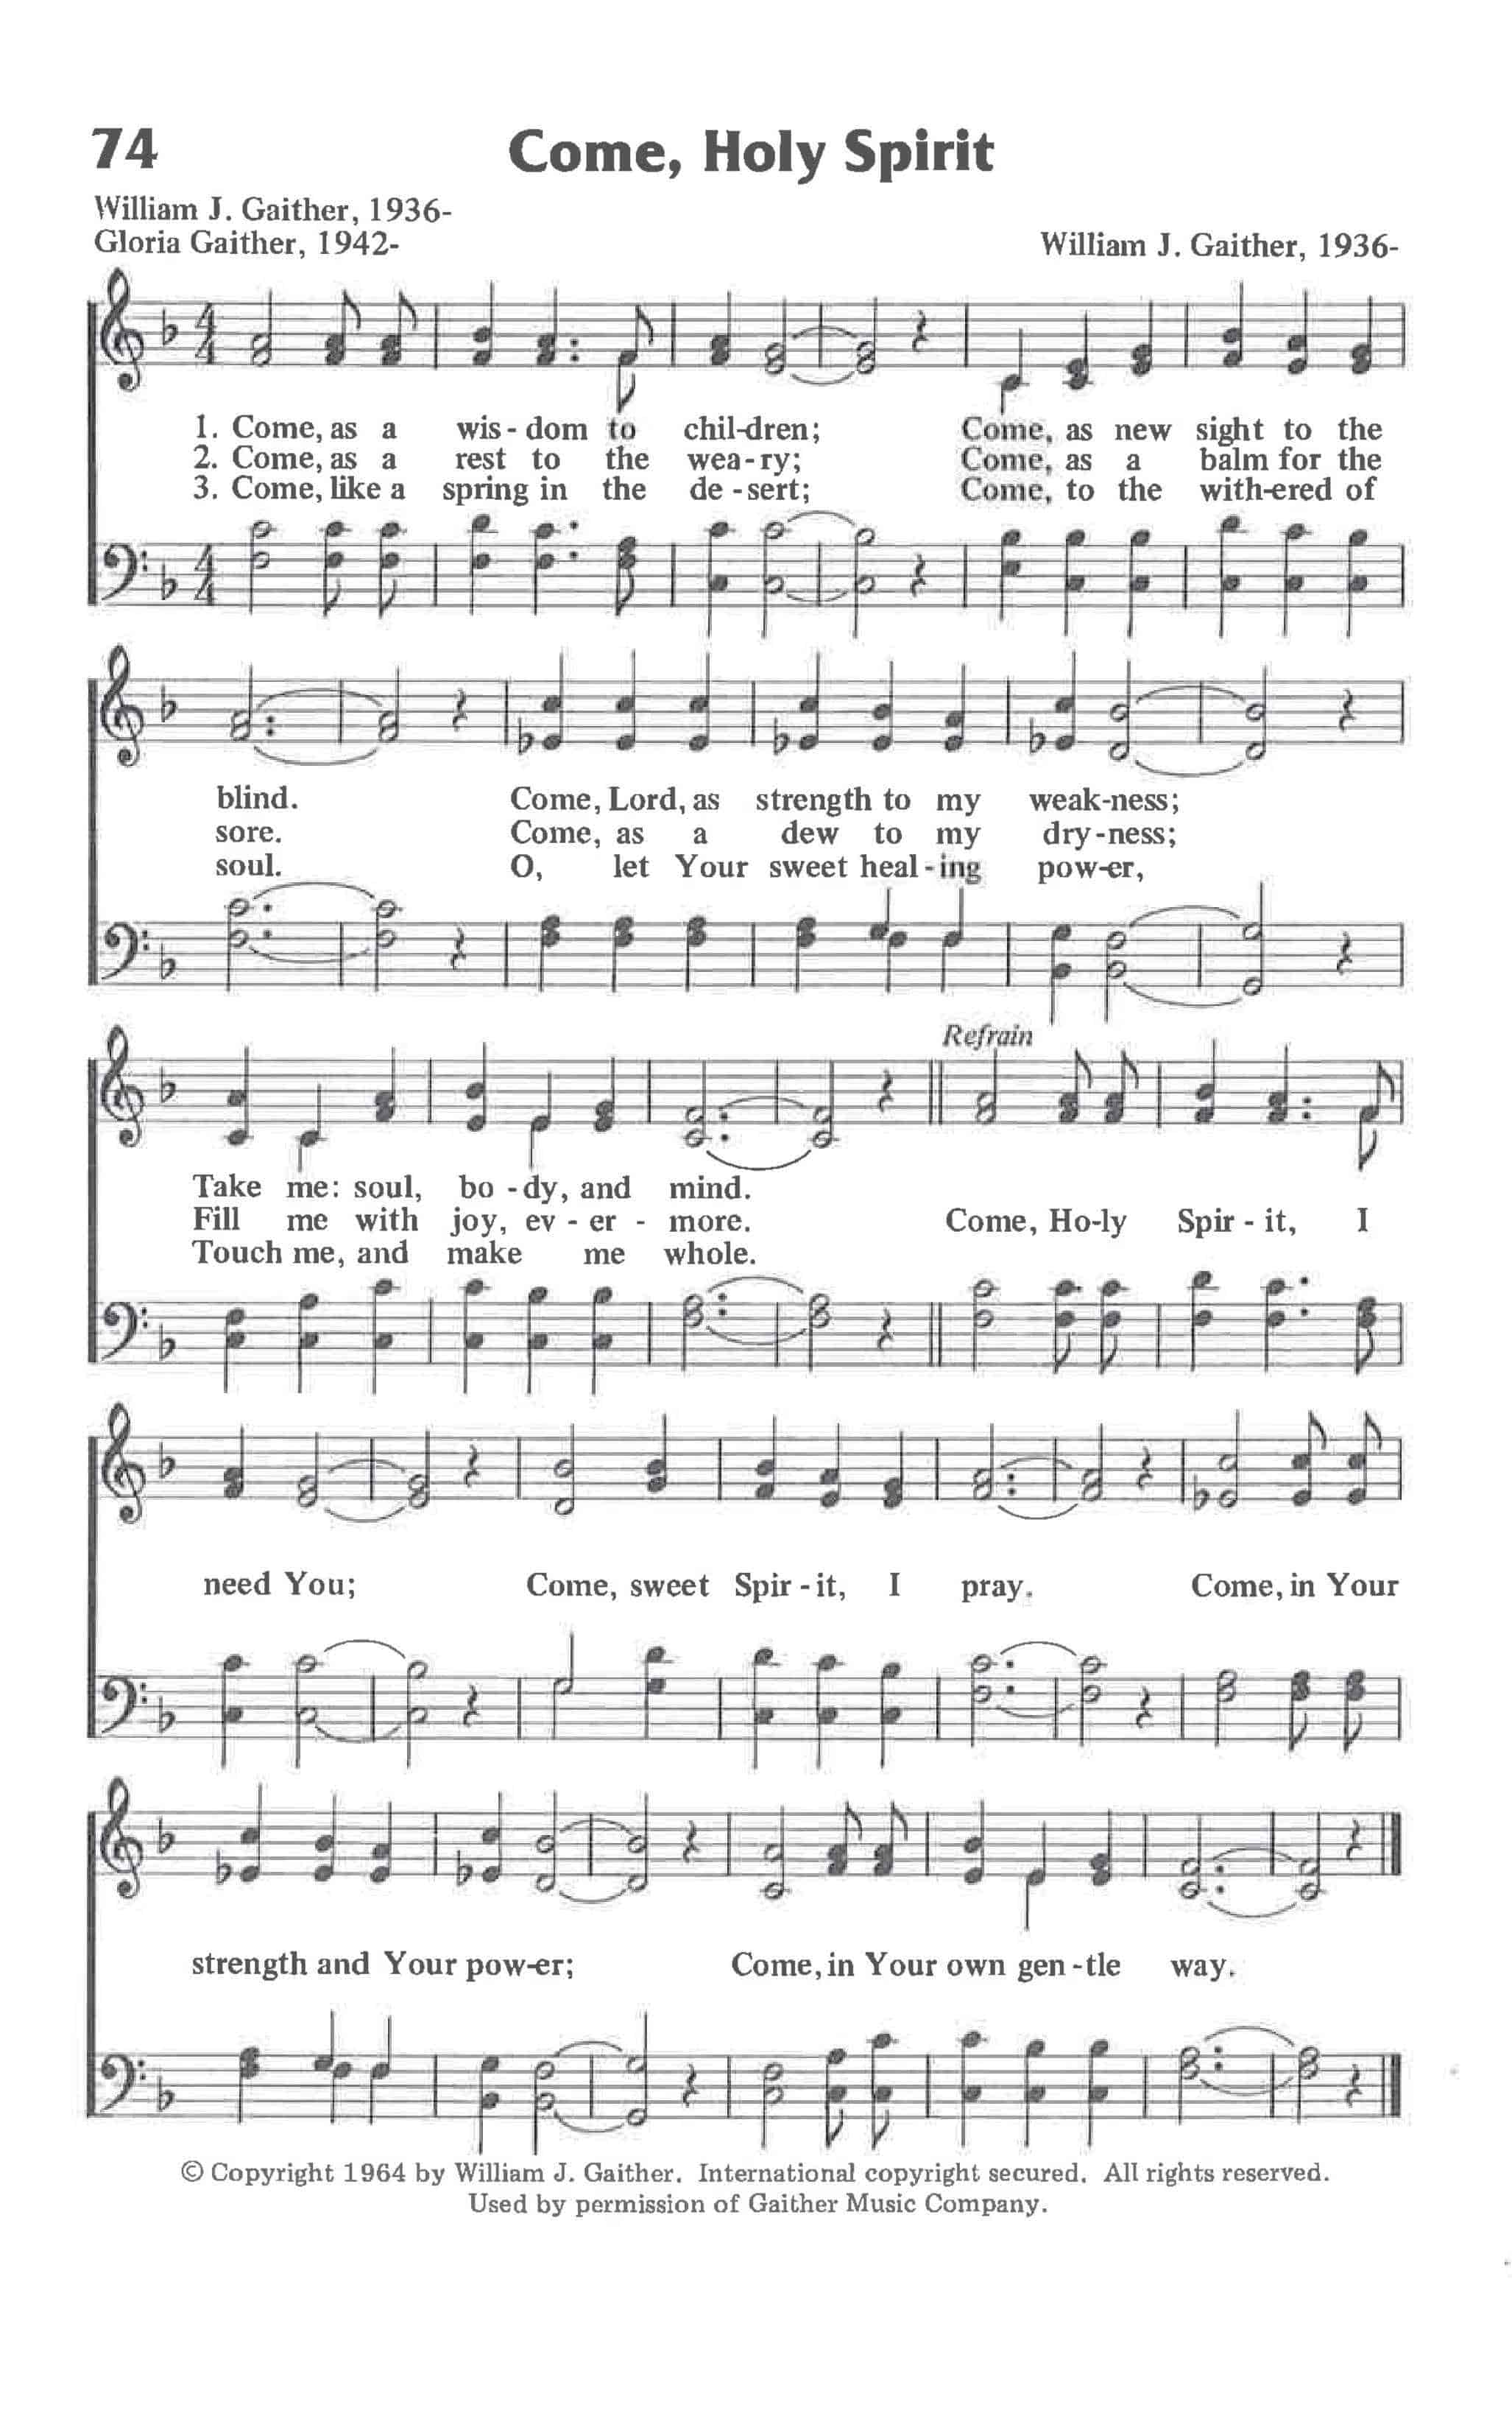 74
Come, Holy Spirit
William J. Gaither, 1936-
Gloria Gaither, 1942-
William J. Gaither, 1936-
1. Come, as a wis - dom to chil-dren; Come, as new sight to the
2. Come, as a rest to the wea - ry; Come, as a balm for the
3. Come, like a spring in the de - sert; Come, to the with-ered of
blind. Come, Lord, as strength to my weak-ness;
sore. Come, as a dew to my dry - ness;
soul. O, let Your sweet heal - ing pow-er,
Refrain
Take me: soul, bo - dy, and mind.
Fill me with joy, ev - er - more. Come, Ho-ly Spir - it, I
Touch me, and make me whole.
need You; Come, sweet Spir - it, I pray. Come, in Your
strength and Your pow-er; Come, in Your own gen - tle way.
© Copyright 1964 by William J. Gaither. International copyright secured. All rights reserved.
Used by permission of Gaither Music Company.